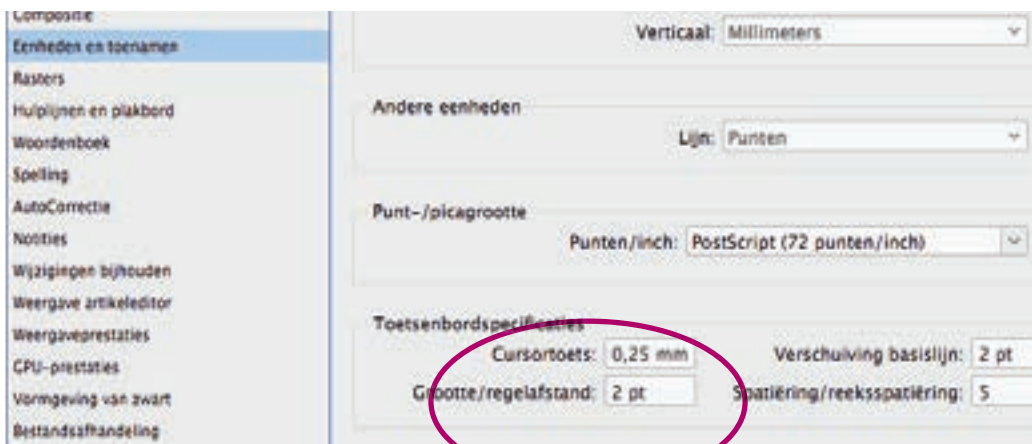 Compositie
Eenheden en toenamen
Rasters
Hulplijnen en plakbord
Woordenboek
Spelling
AutoCorrectie
Notities
Wijzigingen bijhouden
Weergave artikeleditor
Weergaveprestaties
CPU-prestaties
Vormgeving van zwart
Bestandsafhandeling
Verticaal: Millimeters
Andere eenheden
Lijn: Punten
Punt-/picagrootte
Punten/inch: PostScript (72 punten/inch)
Toetsenbordspecificaties
Cursortoets: 0,25 mm Verschuiving basislijn: 2 pt
Grootte/regelafstand: 2 pt Spatiëring/reeksspatiëring: 5